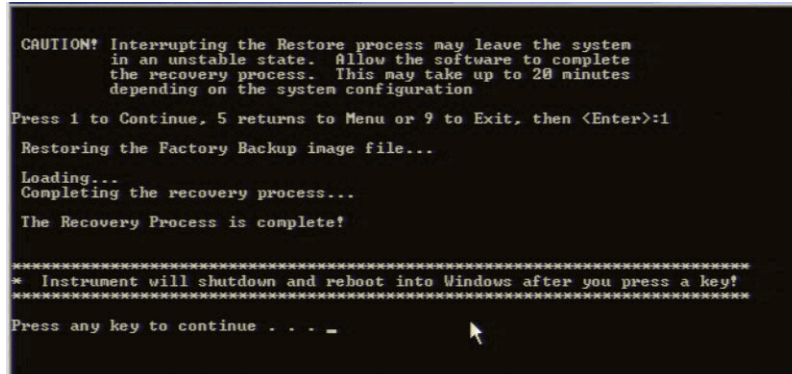 CAUTION! Interrupting the Restore process may leave the system
in an unstable state. Allow the software to complete
the recovery process. This may take up to 20 minutes
depending on the system configuration
Press 1 to Continue, 5 returns to Menu or 9 to Exit, then <Enter>:1
Restoring the Factory Backup image file...
Loading...
Completing the recovery process...
The Recovery Process is complete!
*************************************************************************
* Instrument will shutdown and reboot into Windows after you press a key!
*************************************************************************
Press any key to continue . . . _